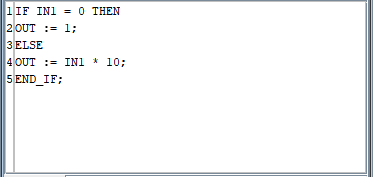 1 IF IN1 = 0 THEN
2 OUT := 1;
3 ELSE
4 OUT := IN1 * 10;
5 END_IF;